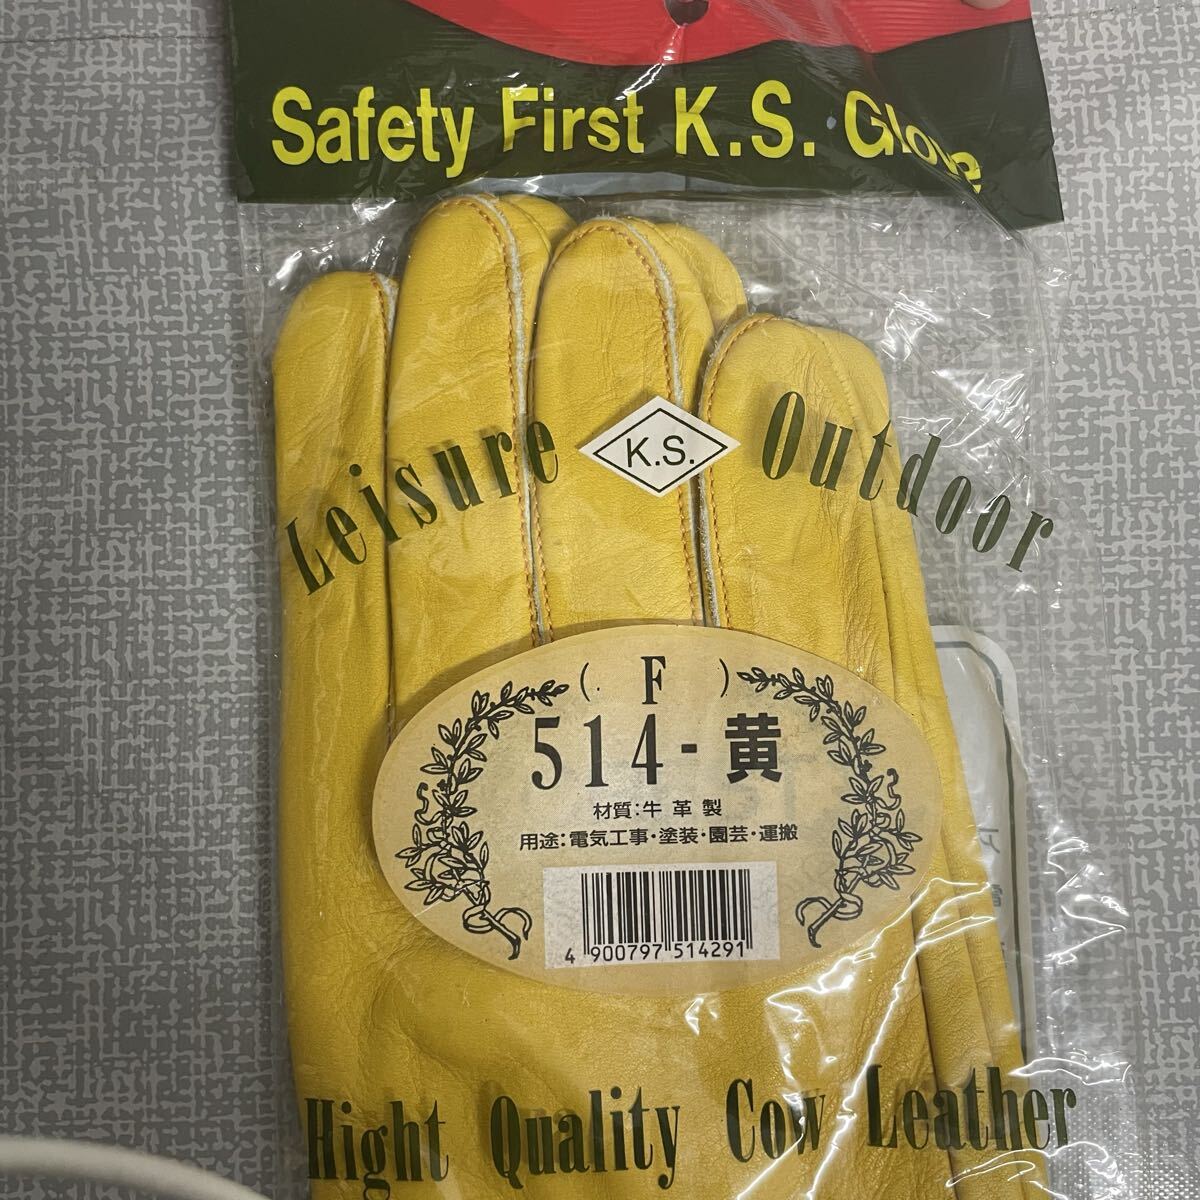 Safety First K.S. Glove
Leisure K.S. Outdoor
( F )
514-黄
材質:牛革製
用途:電気工事・塗装・園芸・運搬
4 900797 514291
Hight Quality Cow Leather